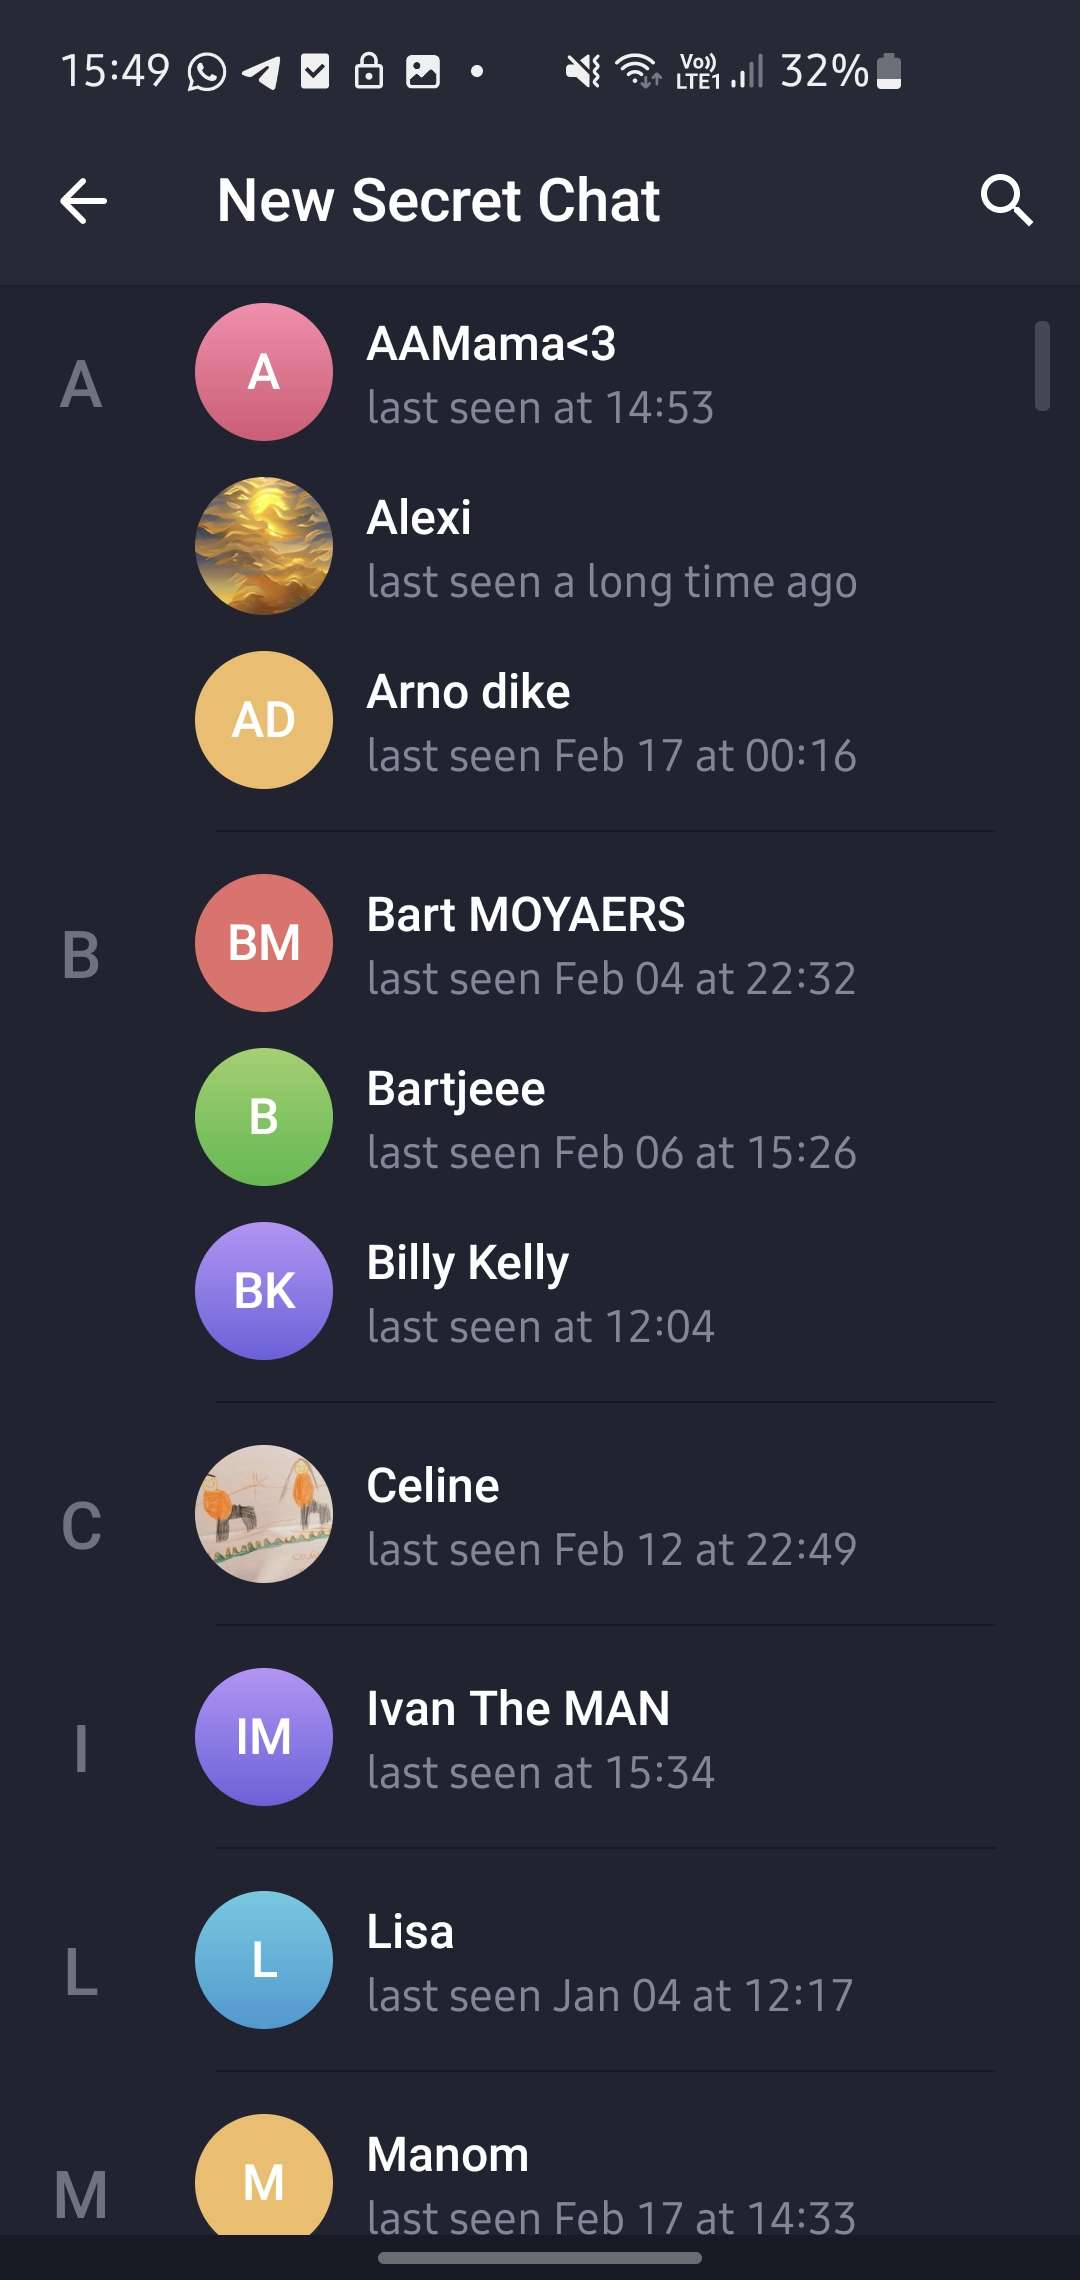 15:49 Vo)) LTE1 32%
New Secret Chat
A
A
AAMama<3
last seen at 14:53
Alexi
last seen a long time ago
AD
Arno dike
last seen Feb 17 at 00:16
B
BM
Bart MOYAERS
last seen Feb 04 at 22:32
B
Bartjeee
last seen Feb 06 at 15:26
BK
Billy Kelly
last seen at 12:04
C
Celine
last seen Feb 12 at 22:49
I
IM
Ivan The MAN
last seen at 15:34
L
L
Lisa
last seen Jan 04 at 12:17
M
M
Manom
last seen Feb 17 at 14:33